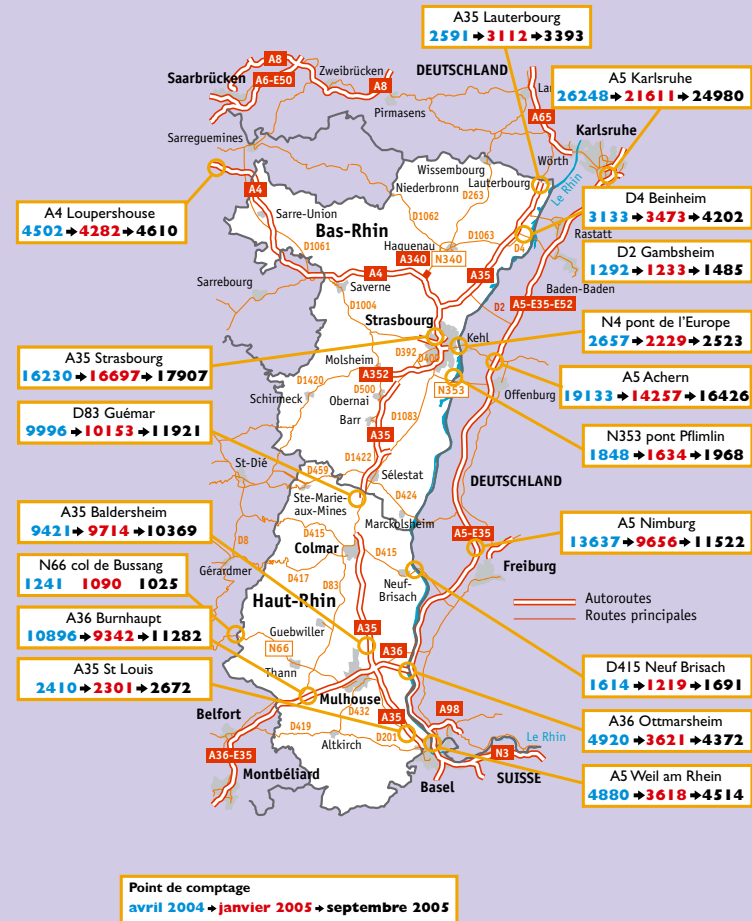 A35 Lauterbourg
2591 → 3112 → 3393
A8
A6-E50
Zweibrücken
DEUTSCHLAND
Saarbrücken
A8
Pirmasens
A5 Karlsruhe
26248 → 21611 → 24980
Lau
A65
Karlsruhe
Sarreguemines
Wissembourg
Wörth
Niederbronn
Lauterbourg
Le Rhin
D263
A4
A4 Loupershouse
4502 → 4282 → 4610
Sarre-Union
D1062
D4 Beinheim
3133 → 3473 → 4202
Bas-Rhin
D1061
Haguenau
D1063
D4
Rastatt
A340
N340
D2 Gambsheim
1292 → 1233 → 1485
A4
A35
Sarrebourg
Saverne
Baden-Baden
D1004
D2
A5-E35-E52
Strasbourg
N4 pont de l'Europe
2657 → 2229 → 2523
Kehl
A35 Strasbourg
16230 → 16697 → 17907
Molsheim
D392
D400
A352
A5 Achern
19133 → 14257 → 16426
D1420
D500
N353
Offenburg
Schirmeck
Obernai
D83 Guémar
9996 → 10153 → 11921
Barr
D1083
A35
N353 pont Pflimlin
1848 → 1634 → 1968
D1422
St-Dié
D459
Sélestat
DEUTSCHLAND
Ste-Marie-
aux-Mines
D424
A35 Baldersheim
9421 → 9714 → 10369
Marckolsheim
A5 Nimburg
13637 → 9656 → 11522
D415
A5-E35
D8
Colmar
D415
N66 col de Bussang
1241 1090 1025
Gérardmer
Freiburg
D417
D83
Neuf-
Brisach
Haut-Rhin
Autoroutes
Routes principales
A36 Burnhaupt
10896 → 9342 → 11282
Guebwiller
A35
N66
A36
D415 Neuf Brisach
1614 → 1219 → 1691
A35 St Louis
2410 → 2301 → 2672
Thann
Mulhouse
A36 Ottmarsheim
4920 → 3621 → 4372
Belfort
D432
A35
A98
D419
Altkirch
D201
Le Rhin
A36-E35
N3
A5 Weil am Rhein
4880 → 3618 → 4514
Montbéliard
Basel
SUISSE
Point de comptage
avril 2004 → janvier 2005 → septembre 2005